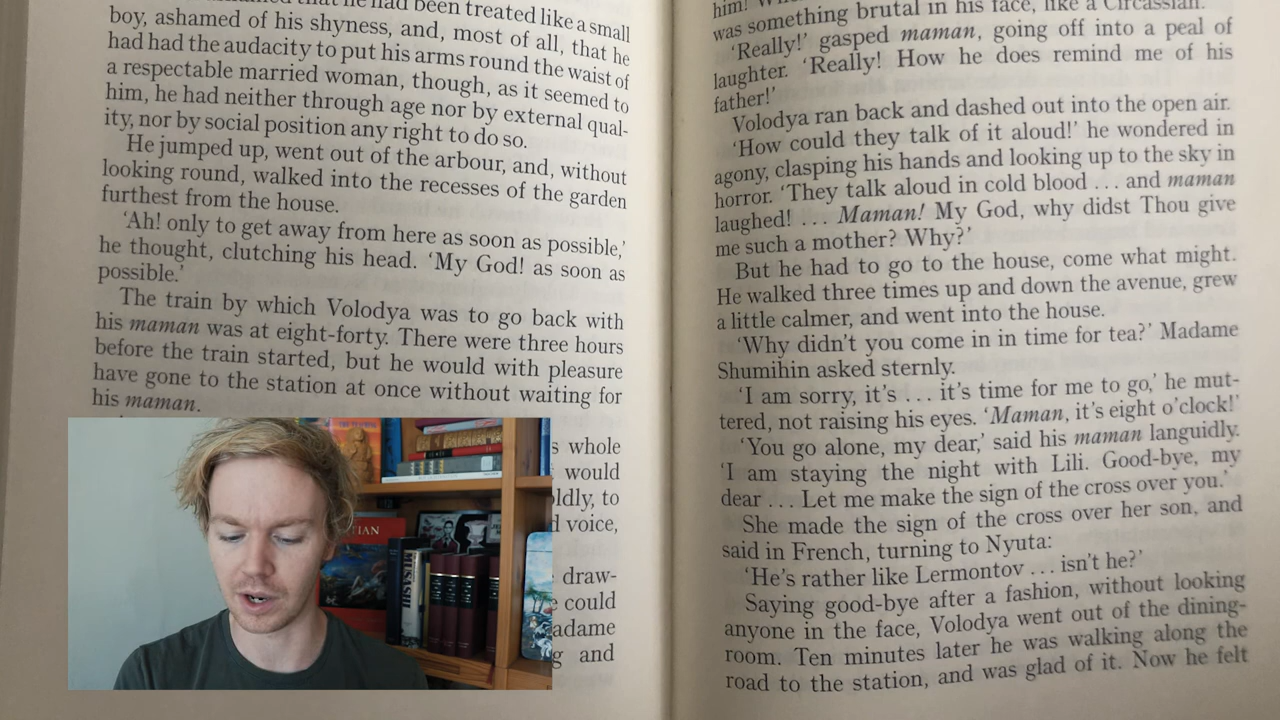 had been treated like a small
boy, ashamed of his shyness, and, most of all, that he
had had the audacity to put his arms round the waist of
a respectable married woman, though, as it seemed to
him, he had neither through age nor by external qual-
ity, nor by social position any right to do so.
He jumped up, went out of the arbour, and, without
looking round, walked into the recesses of the garden
furthest from the house.
‘Ah! only to get away from here as soon as possible,’
he thought, clutching his head. ‘My God! as soon as
possible.’
The train by which Volodya was to go back with
his maman was at eight-forty. There were three hours
before the train started, but he would with pleasure
have gone to the station at once without waiting for
his maman.
whole
would
to
voice,
draw-
could
and
TIAN
MUSASHI
him!
was something brutal in his face, like a Circassian.
‘Really!’ gasped maman, going off into a peal of
laughter. ‘Really! How he does remind me of his
father!’
Volodya ran back and dashed out into the open air.
‘How could they talk of it aloud!’ he wondered in
agony, clasping his hands and looking up to the sky in
horror. ‘They talk aloud in cold blood ... and maman
laughed! ... Maman! My God, why didst Thou give
me such a mother? Why?’
But he had to go to the house, come what might.
He walked three times up and down the avenue, grew
a little calmer, and went into the house.
‘Why didn’t you come in in time for tea?’ Madame
Shumihin asked sternly.
‘I am sorry, it’s ... it’s time for me to go,’ he mut-
tered, not raising his eyes. ‘Maman, it’s eight o’clock!’
‘You go alone, my dear,’ said his maman languidly.
‘I am staying the night with Lili. Good-bye, my
dear ... Let me make the sign of the cross over you.’
She made the sign of the cross over her son, and
said in French, turning to Nyuta:
‘He’s rather like Lermontov ... isn’t he?’
Saying good-bye after a fashion, without looking
anyone in the face, Volodya went out of the dining-
room. Ten minutes later he was walking along the
road to the station, and was glad of it. Now he felt